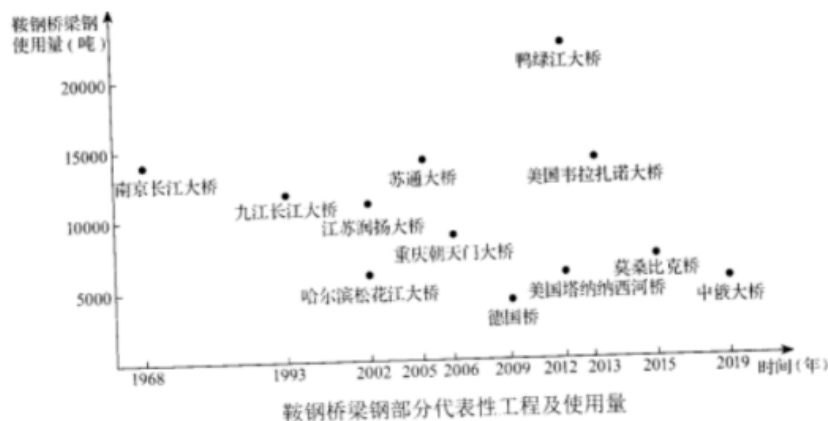 鞍钢桥梁钢
使用量（吨）
鸭绿江大桥
20000
15000
南京长江大桥
苏通大桥
美国韦拉扎诺大桥
九江长江大桥
江苏润扬大桥
10000
重庆朝天门大桥
莫桑比克桥
哈尔滨松花江大桥
美国塔纳纳西河桥
中俄大桥
5000
德国桥
1968 1993 2002 2005 2006 2009 2012 2013 2015 2019 时间（年）
鞍钢桥梁钢部分代表性工程及使用量